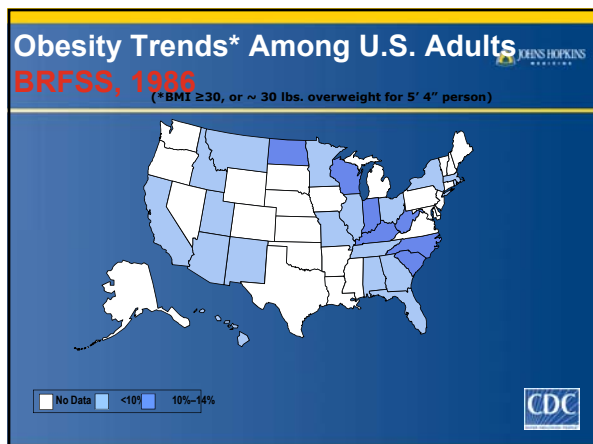 Obesity Trends* Among U.S. Adults
JOHNS HOPKINS
MEDICINE
BRFSS, 1986
(*BMI ≥30, or ~ 30 lbs. overweight for 5' 4" person)
No Data <10% 10%–14%
CDC